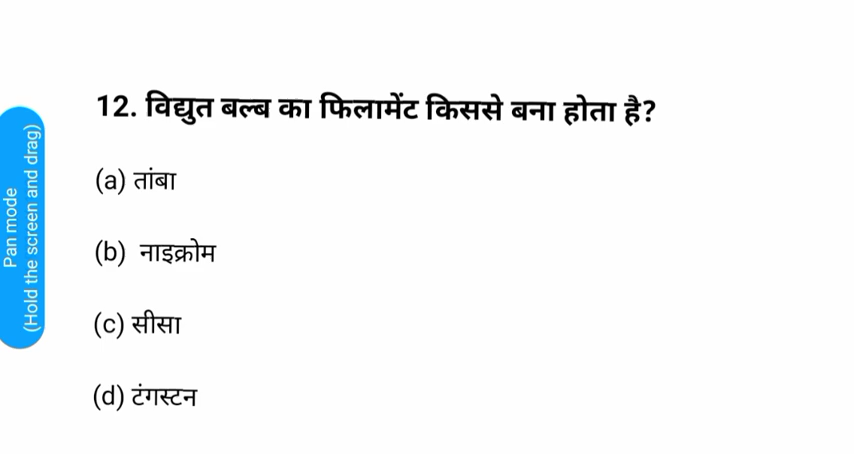 12. विद्युत बल्ब का फिलामेंट किससे बना होता है?
(a) तांबा
(b) नाइक्रोम
(c) सीसा
(d) टंगस्टन
Pan mode
(Hold the screen and drag)